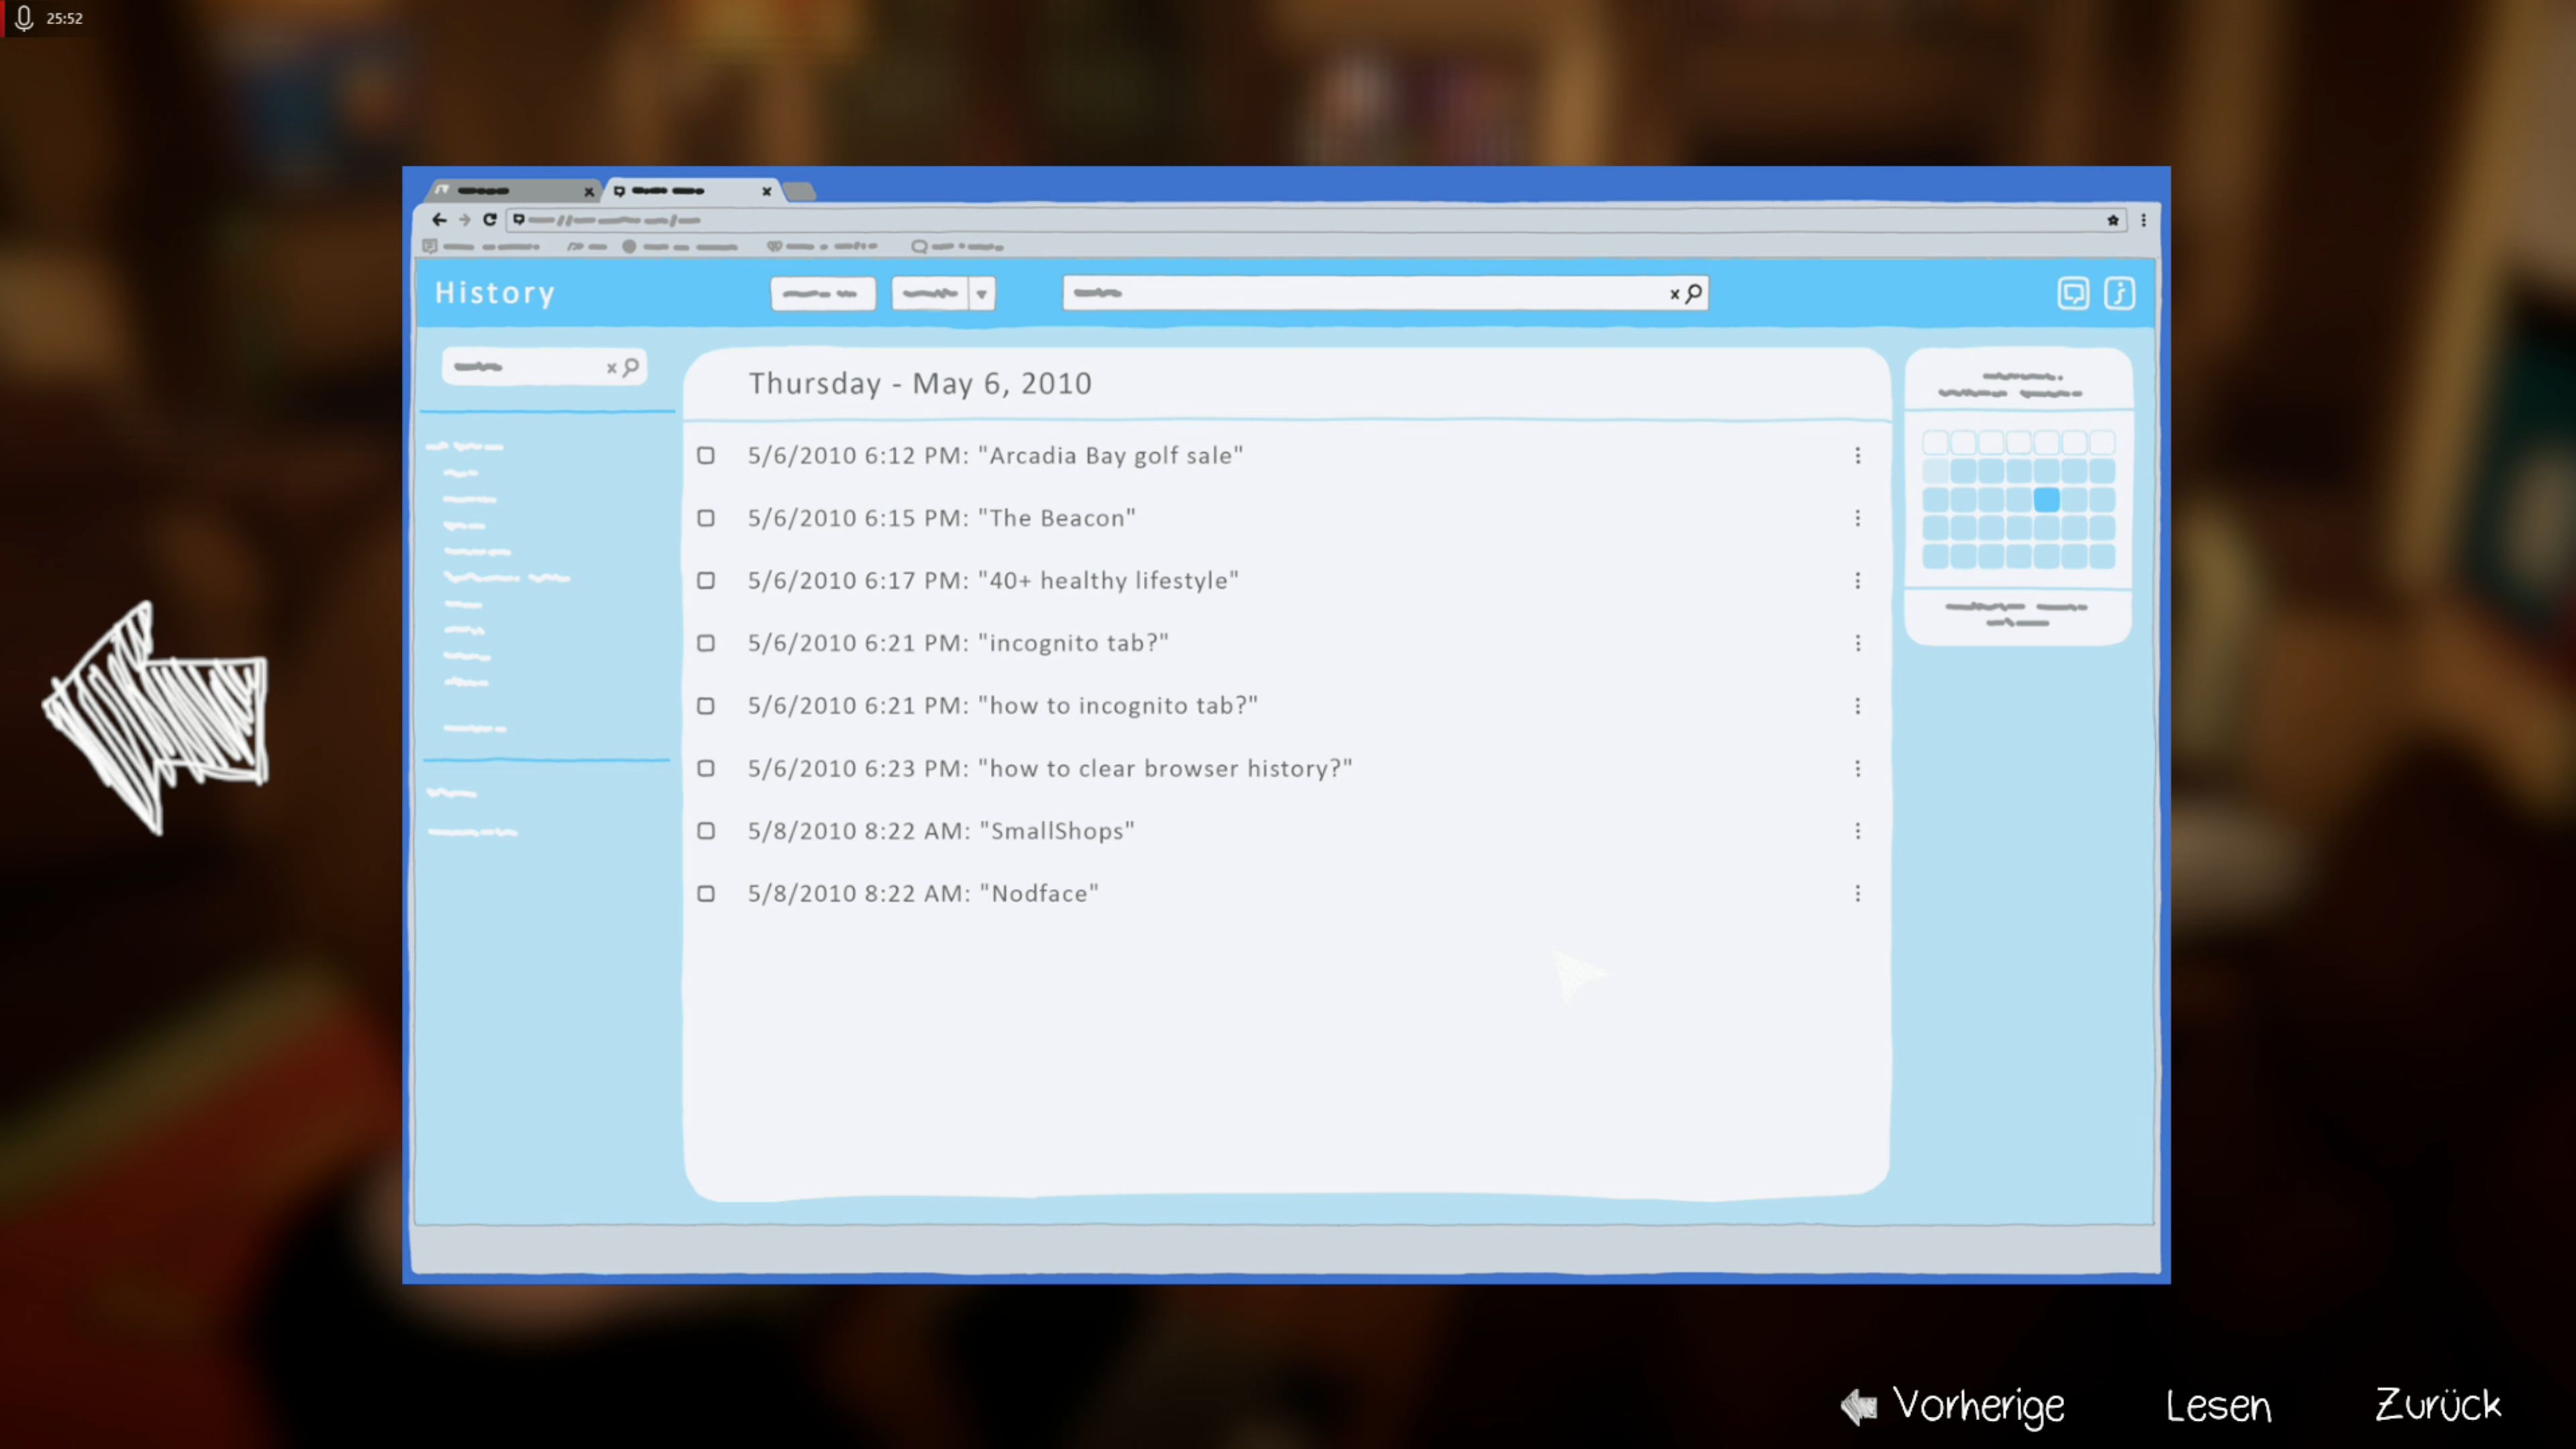 25:52
History
Thursday - May 6, 2010
5/6/2010 6:12 PM: "Arcadia Bay golf sale"
5/6/2010 6:15 PM: "The Beacon"
5/6/2010 6:17 PM: "40+ healthy lifestyle"
5/6/2010 6:21 PM: "incognito tab?"
5/6/2010 6:21 PM: "how to incognito tab?"
5/6/2010 6:23 PM: "how to clear browser history?"
5/8/2010 8:22 AM: "SmallShops"
5/8/2010 8:22 AM: "Nodface"
Vorherige Lesen Zurück